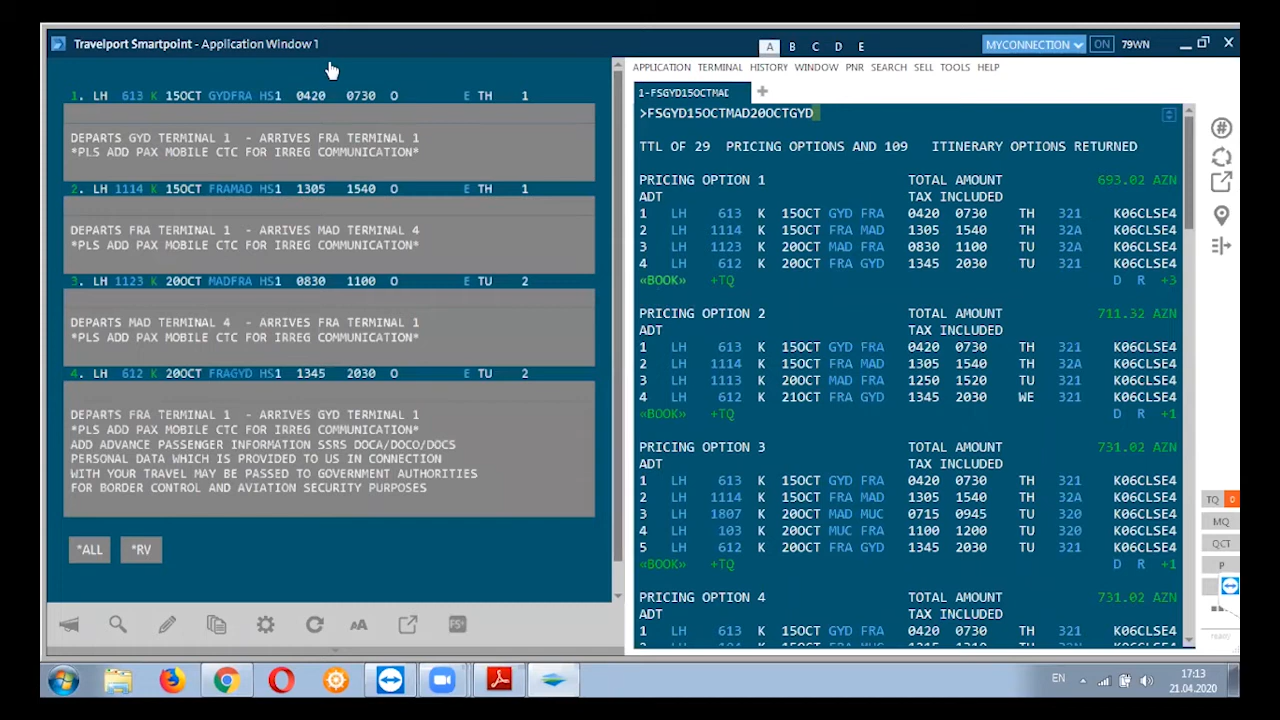 Travelport Smartpoint - Application Window 1
A B C D E
MYCONNECTION ON 79WN
1. LH 613 K 15OCT GYDFRA HS1 0420 0730 O E TH 1
DEPARTS GYD TERMINAL 1 - ARRIVES FRA TERMINAL 1
*PLS ADD PAX MOBILE CTC FOR IRREG COMMUNICATION*
2. LH 1114 K 15OCT FRAMAD HS1 1305 1540 O E TH 1
DEPARTS FRA TERMINAL 1 - ARRIVES MAD TERMINAL 4
*PLS ADD PAX MOBILE CTC FOR IRREG COMMUNICATION*
3. LH 1123 K 20OCT MADFRA HS1 0830 1100 O E TU 2
DEPARTS MAD TERMINAL 4 - ARRIVES FRA TERMINAL 1
*PLS ADD PAX MOBILE CTC FOR IRREG COMMUNICATION*
4. LH 612 K 20OCT FRAGYD HS1 1345 2030 O E TU 2
DEPARTS FRA TERMINAL 1 - ARRIVES GYD TERMINAL 1
*PLS ADD PAX MOBILE CTC FOR IRREG COMMUNICATION*
ADD ADVANCE PASSENGER INFORMATION SSRS DOCA/DOCO/DOCS
PERSONAL DATA WHICH IS PROVIDED TO US IN CONNECTION
WITH YOUR TRAVEL MAY BE PASSED TO GOVERNMENT AUTHORITIES
FOR BORDER CONTROL AND AVIATION SECURITY PURPOSES
*ALL *RV
AA FS+
APPLICATION TERMINAL HISTORY WINDOW PNR SEARCH SELL TOOLS HELP
1-FSGYD15OCTMAD
>FSGYD15OCTMAD20OCTGYD
TTL OF 29 PRICING OPTIONS AND 109 ITINERARY OPTIONS RETURNED
PRICING OPTION 1 TOTAL AMOUNT 693.02 AZN
ADT TAX INCLUDED
1 LH 613 K 15OCT GYD FRA 0420 0730 TH 321 K06CLSE4
2 LH 1114 K 15OCT FRA MAD 1305 1540 TH 32A K06CLSE4
3 LH 1123 K 20OCT MAD FRA 0830 1100 TU 32A K06CLSE4
4 LH 612 K 20OCT FRA GYD 1345 2030 TU 321 K06CLSE4
«BOOK» +TQ D R +3
PRICING OPTION 2 TOTAL AMOUNT 711.32 AZN
ADT TAX INCLUDED
1 LH 613 K 15OCT GYD FRA 0420 0730 TH 321 K06CLSE4
2 LH 1114 K 15OCT FRA MAD 1305 1540 TH 32A K06CLSE4
3 LH 1113 K 20OCT MAD FRA 1250 1520 TU 321 K06CLSE4
4 LH 612 K 21OCT FRA GYD 1345 2030 WE 321 K06CLSE4
«BOOK» +TQ D R +1
PRICING OPTION 3 TOTAL AMOUNT 731.02 AZN
ADT TAX INCLUDED
1 LH 613 K 15OCT GYD FRA 0420 0730 TH 321 K06CLSE4
2 LH 1114 K 15OCT FRA MAD 1305 1540 TH 32A K06CLSE4
3 LH 1807 K 20OCT MAD MUC 0715 0945 TU 320 K06CLSE4
4 LH 103 K 20OCT MUC FRA 1100 1200 TU 320 K06CLSE4
5 LH 612 K 20OCT FRA GYD 1345 2030 TU 321 K06CLSE4
«BOOK» +TQ D R +1
PRICING OPTION 4 TOTAL AMOUNT 731.02 AZN
ADT TAX INCLUDED
1 LH 613 K 15OCT GYD FRA 0420 0730 TH 321 K06CLSE4
TQ 0
MQ
QCT
P
ready
EN
17:13
21.04.2020